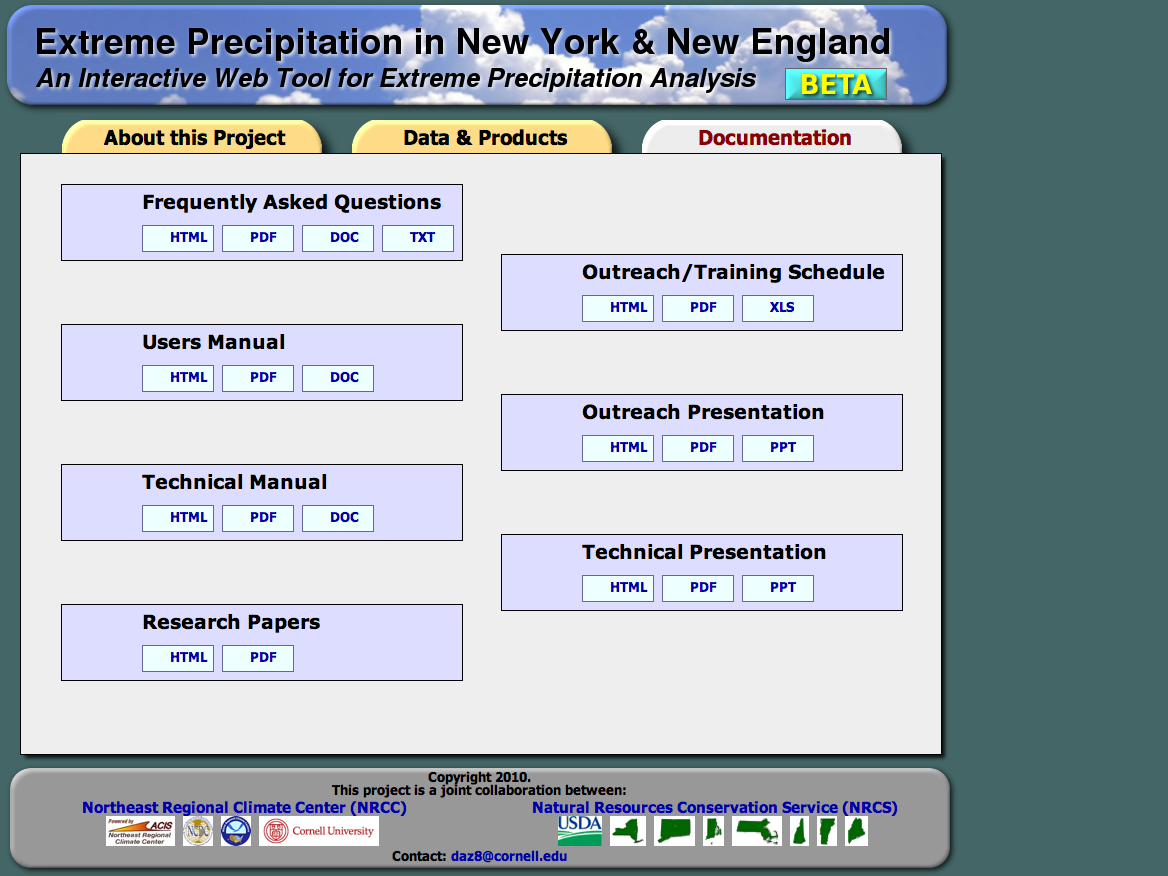 Extreme Precipitation in New York & New England
An Interactive Web Tool for Extreme Precipitation Analysis
BETA
About this Project
Data & Products
Documentation
Frequently Asked Questions
HTML PDF DOC TXT
Outreach/Training Schedule
HTML PDF XLS
Users Manual
HTML PDF DOC
Outreach Presentation
HTML PDF PPT
Technical Manual
HTML PDF DOC
Technical Presentation
HTML PDF PPT
Research Papers
HTML PDF
Copyright 2010.
This project is a joint collaboration between:
Northeast Regional Climate Center (NRCC)
Natural Resources Conservation Service (NRCS)
Powered by ACIS
Northeast Regional
Climate Center
NCDC
Cornell University
USDA
Contact: daz8@cornell.edu